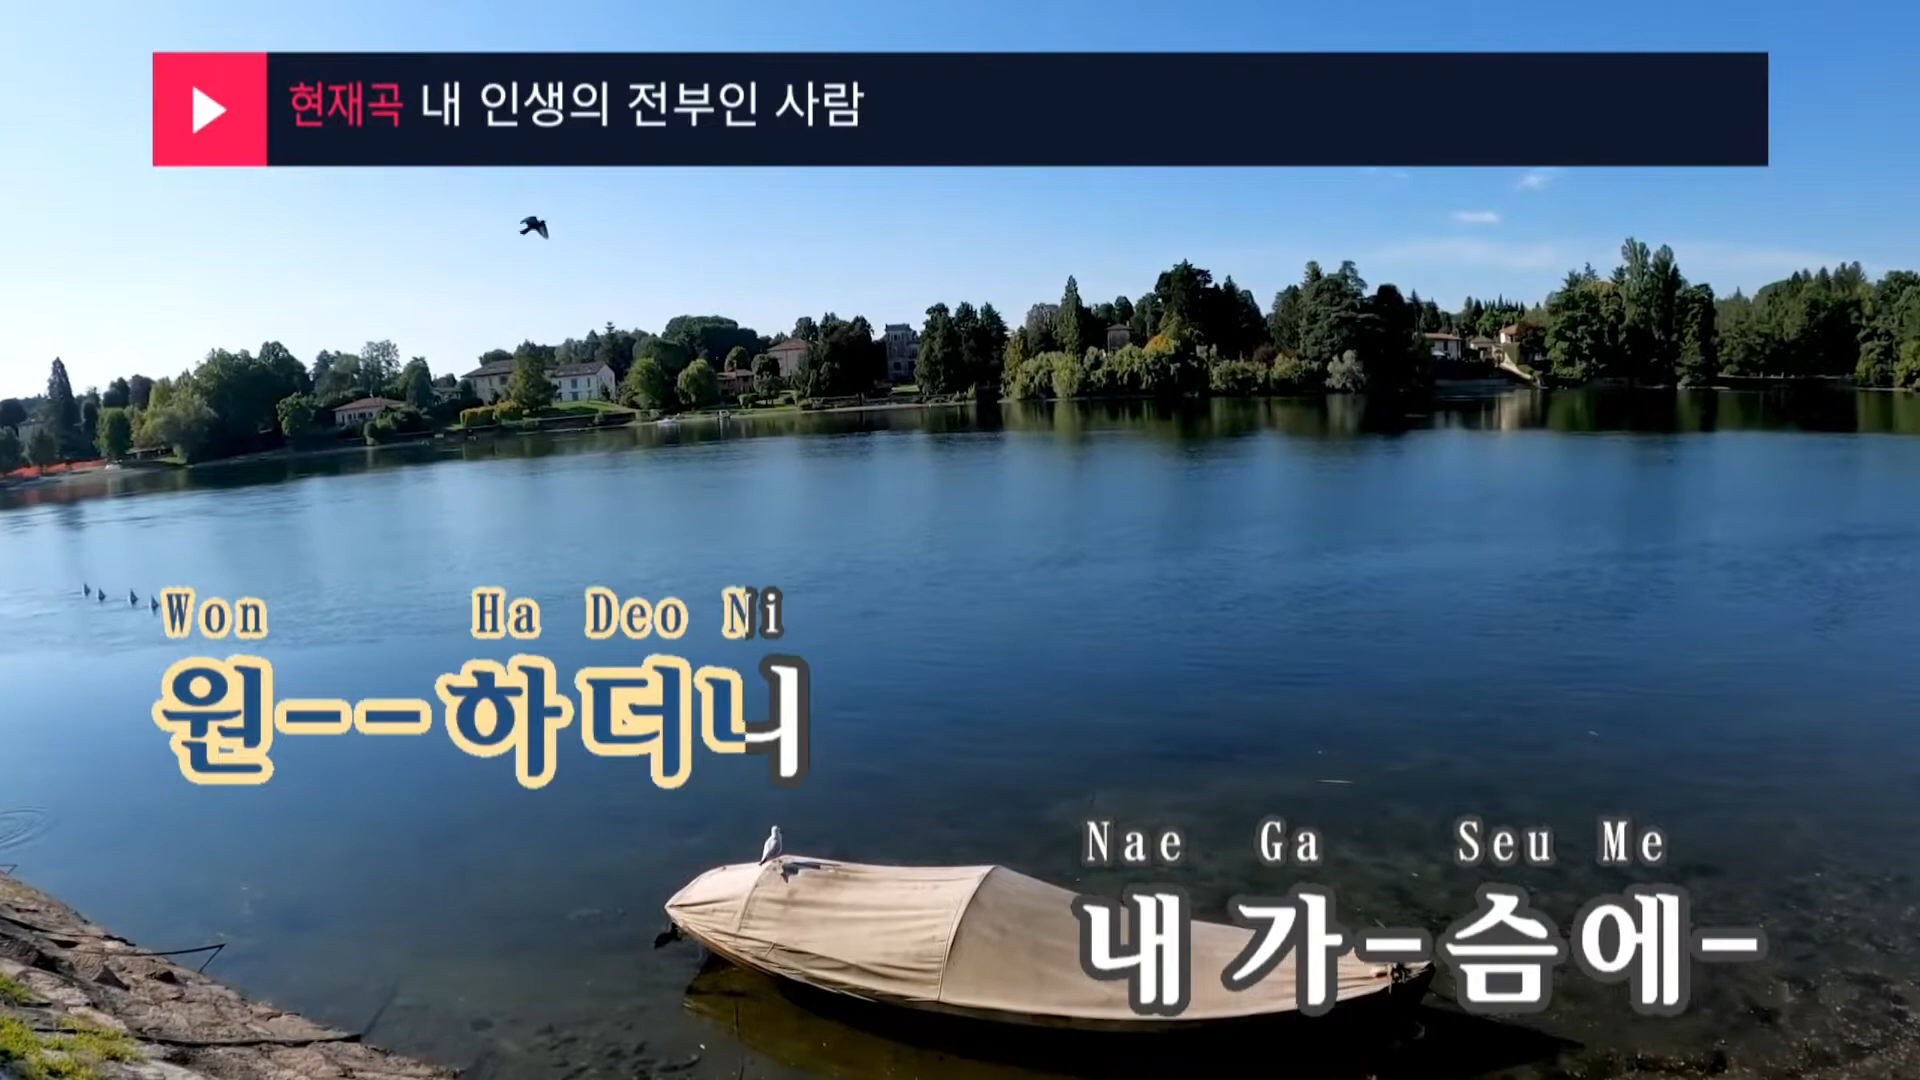 현재곡 내 인생의 전부인 사람
Won Ha Deo Ni
원--하더니
Nae Ga Seu Me
내 가-슴에-